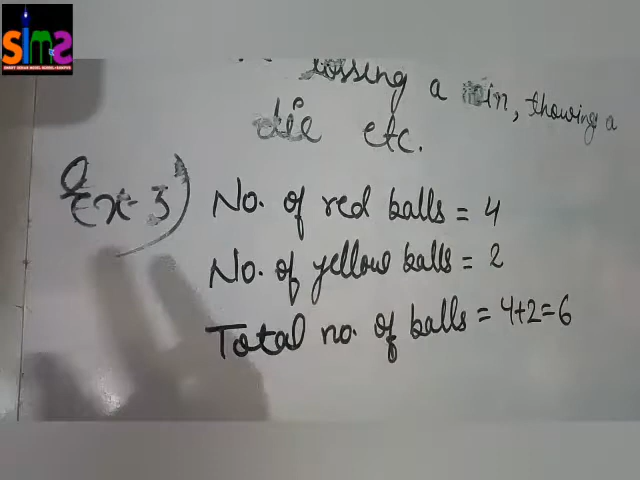 SIMS
tossing a coin, throwing a
die etc.
Ex-3) No. of red balls = 4
No. of yellow balls = 2
Total no. of balls = 4+2=6